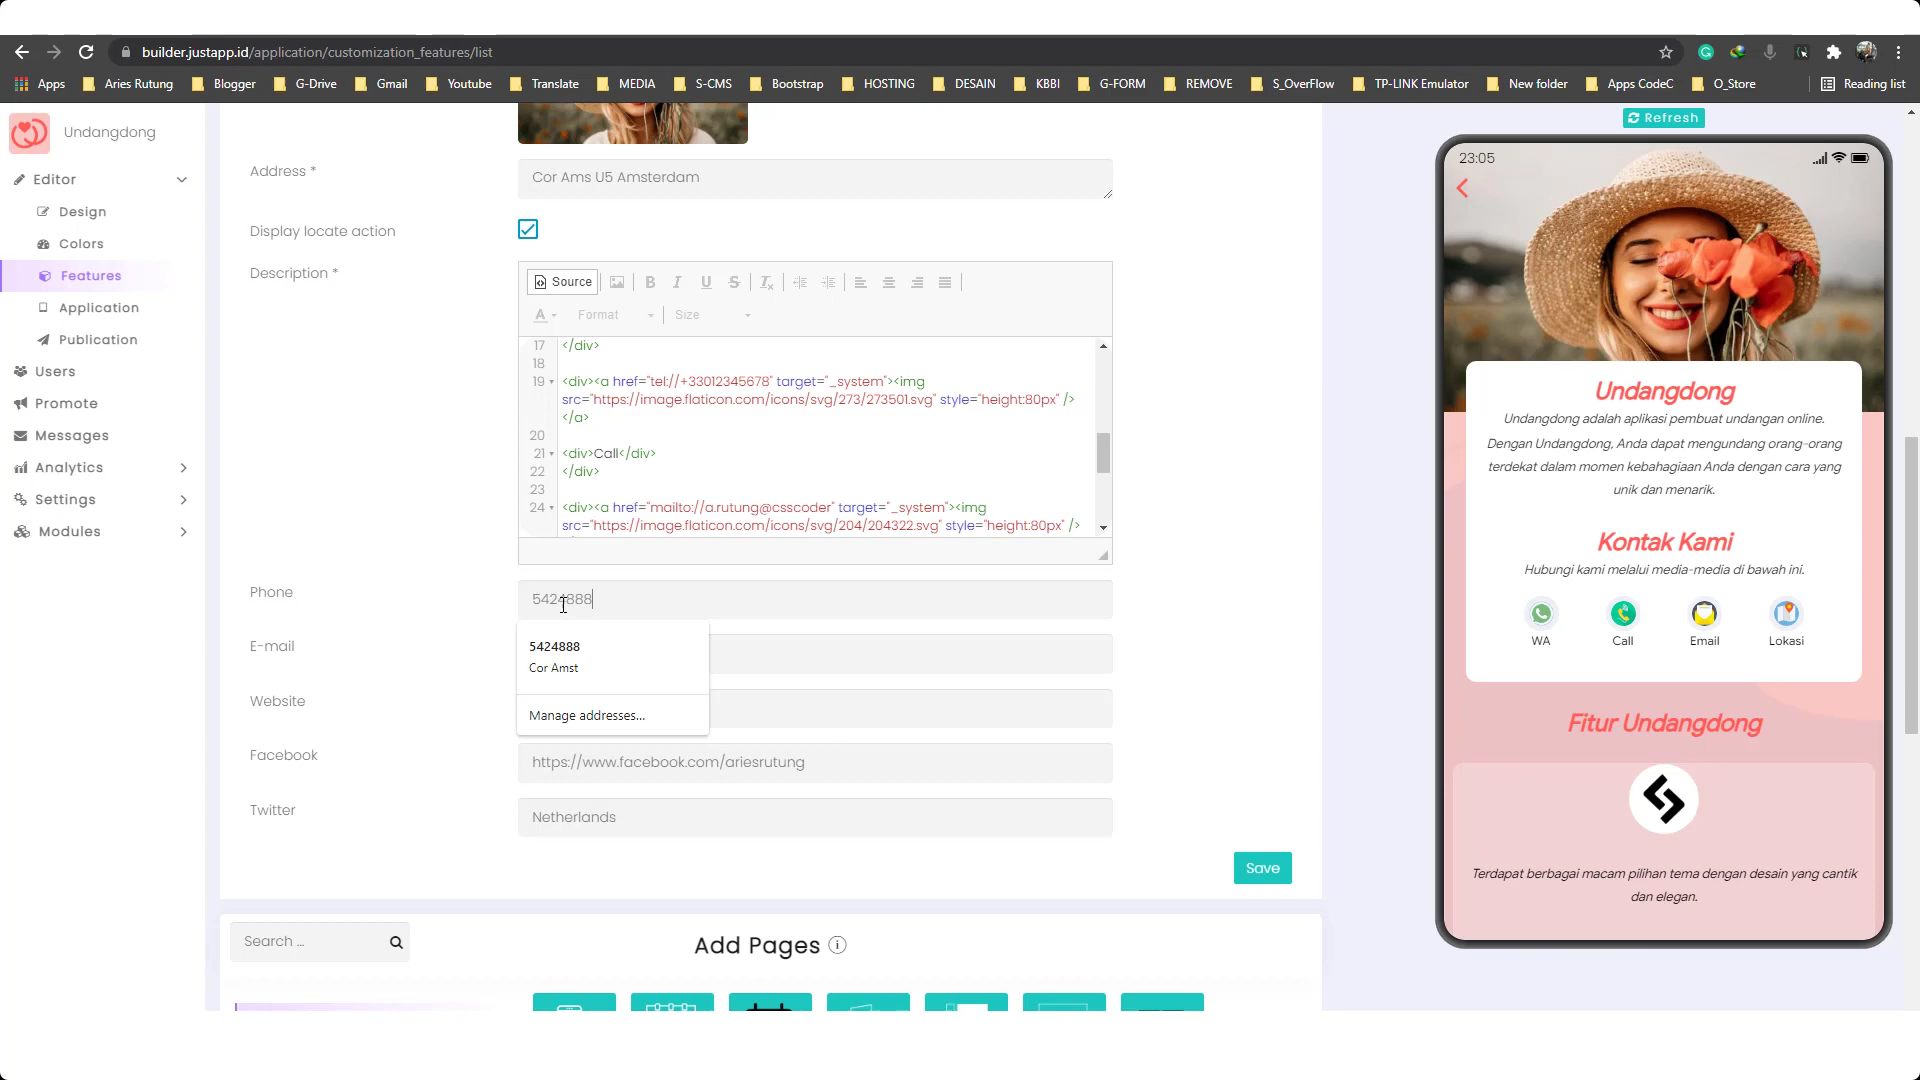 builder.justapp.id/application/customization_features/list
Apps
Aries Rutung
Blogger
G-Drive
Gmail
Youtube
Translate
MEDIA
S-CMS
Bootstrap
HOSTING
DESAIN
KBBI
G-FORM
REMOVE
S_OverFlow
TP-LINK Emulator
New folder
Apps CodeC
O_Store
Reading list
Undangdong
Editor
Design
Colors
Features
Application
Publication
Users
Promote
Messages
Analytics
Settings
Modules
Address *
Cor Ams U5 Amsterdam
Display locate action
Description *
Source
B I U S
Format
Size
17 </div>
18
19 <div><a href="tel://+33012345678" target="_system"><img
src="https://image.flaticon.com/icons/svg/273/273501.svg" style="height:80px" />
</a>
20
21 <div>Call</div>
22 </div>
23
24 <div><a href="mailto://a.rutung@csscoder" target="_system"><img
src="https://image.flaticon.com/icons/svg/204/204322.svg" style="height:80px" />
Phone
5424888
5424888
Cor Amst
Manage addresses...
E-mail
Website
Facebook
https://www.facebook.com/ariesrutung
Twitter
Netherlands
Save
Search ...
Add Pages
Refresh
23:05
Undangdong
Undangdong adalah aplikasi pembuat undangan online.
Dengan Undangdong, Anda dapat mengundang orang-orang
terdekat dalam momen kebahagiaan Anda dengan cara yang
unik dan menarik.
Kontak Kami
Hubungi kami melalui media-media di bawah ini.
WA
Call
Email
Lokasi
Fitur Undangdong
Terdapat berbagai macam pilihan tema dengan desain yang cantik
dan elegan.